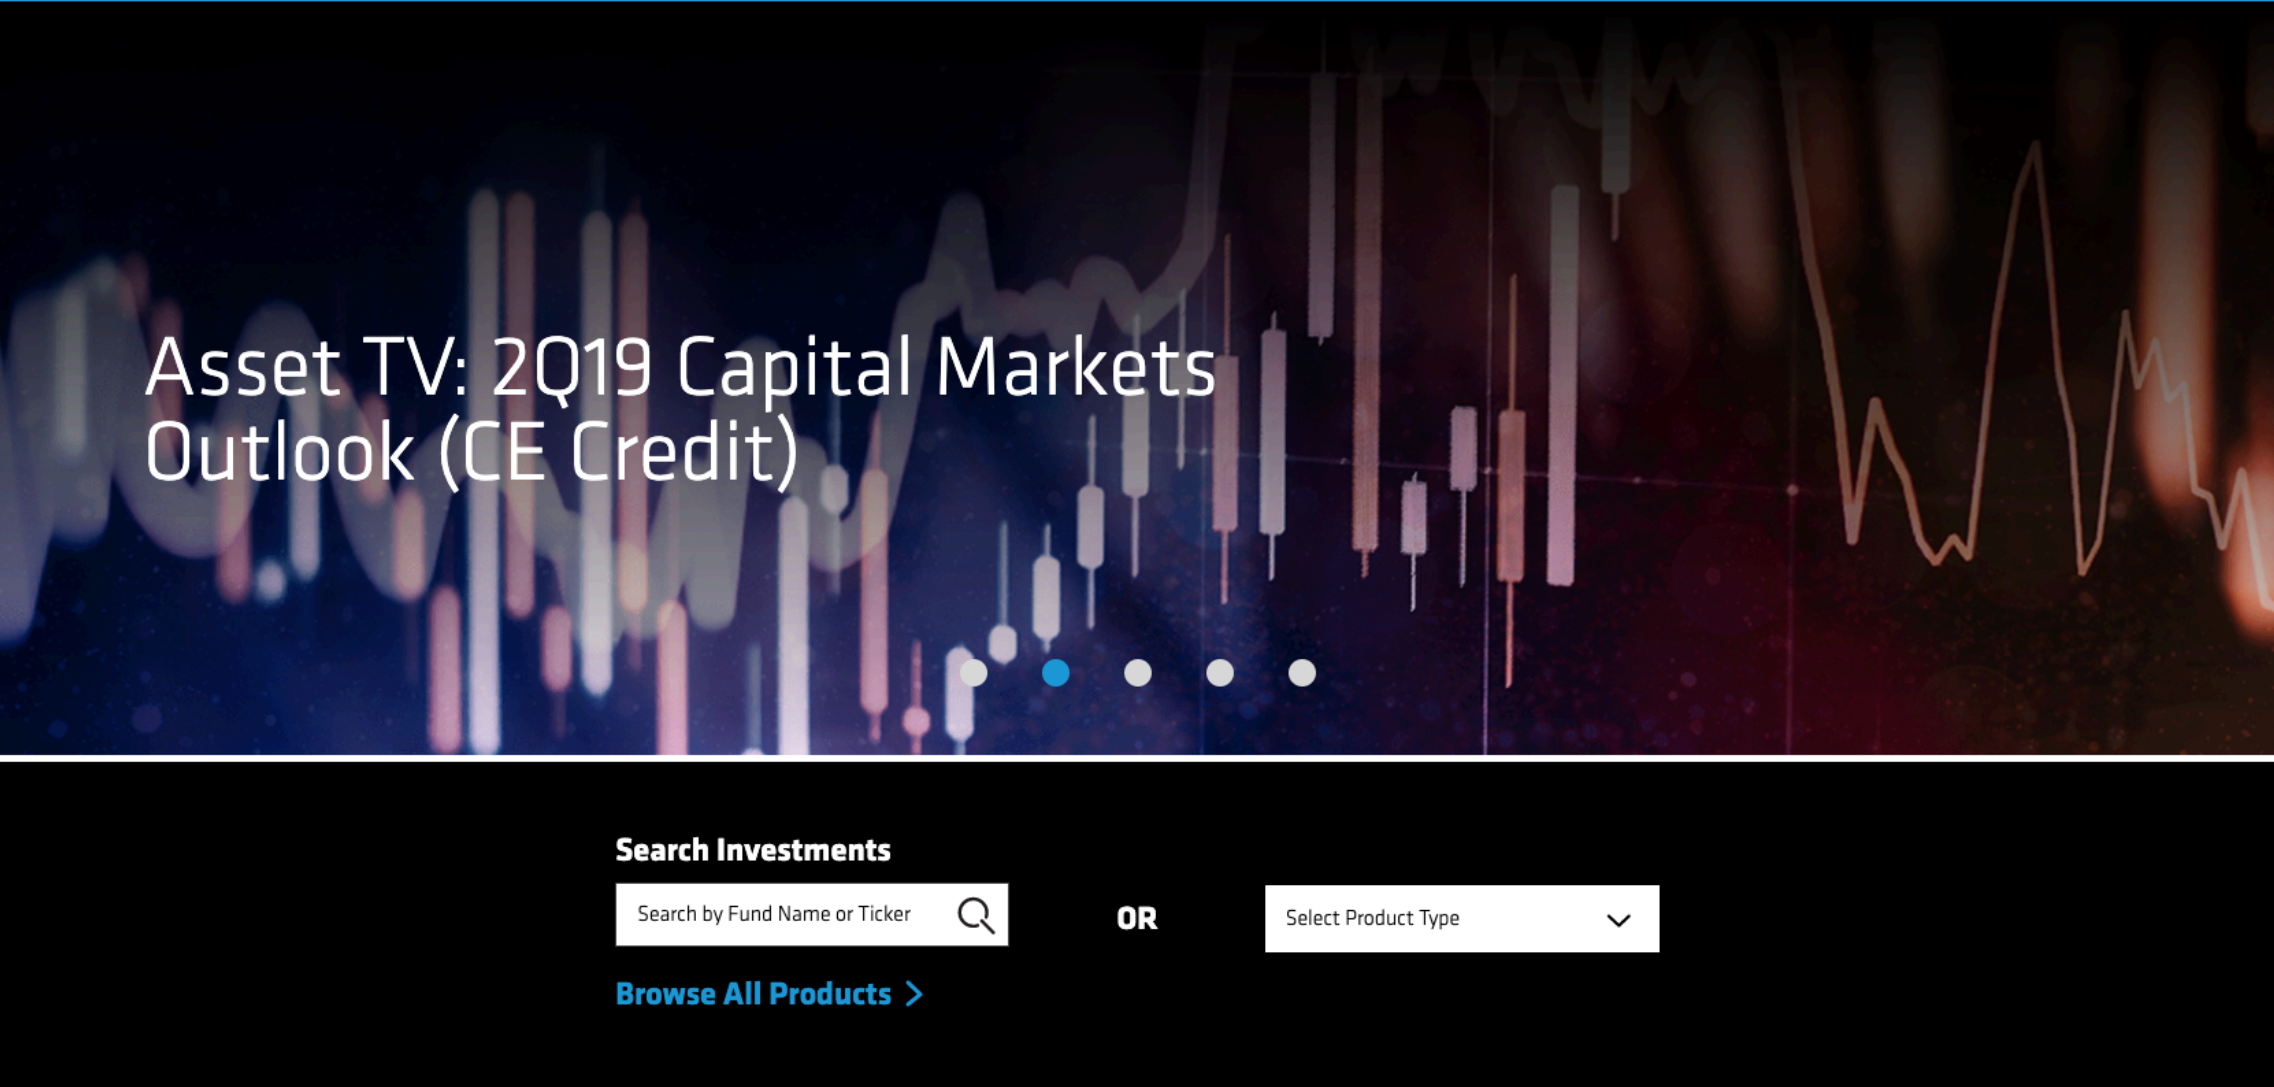 Asset TV: 2Q19 Capital Markets
Outlook (CE Credit)
Search Investments
Search by Fund Name or Ticker
OR
Select Product Type
Browse All Products